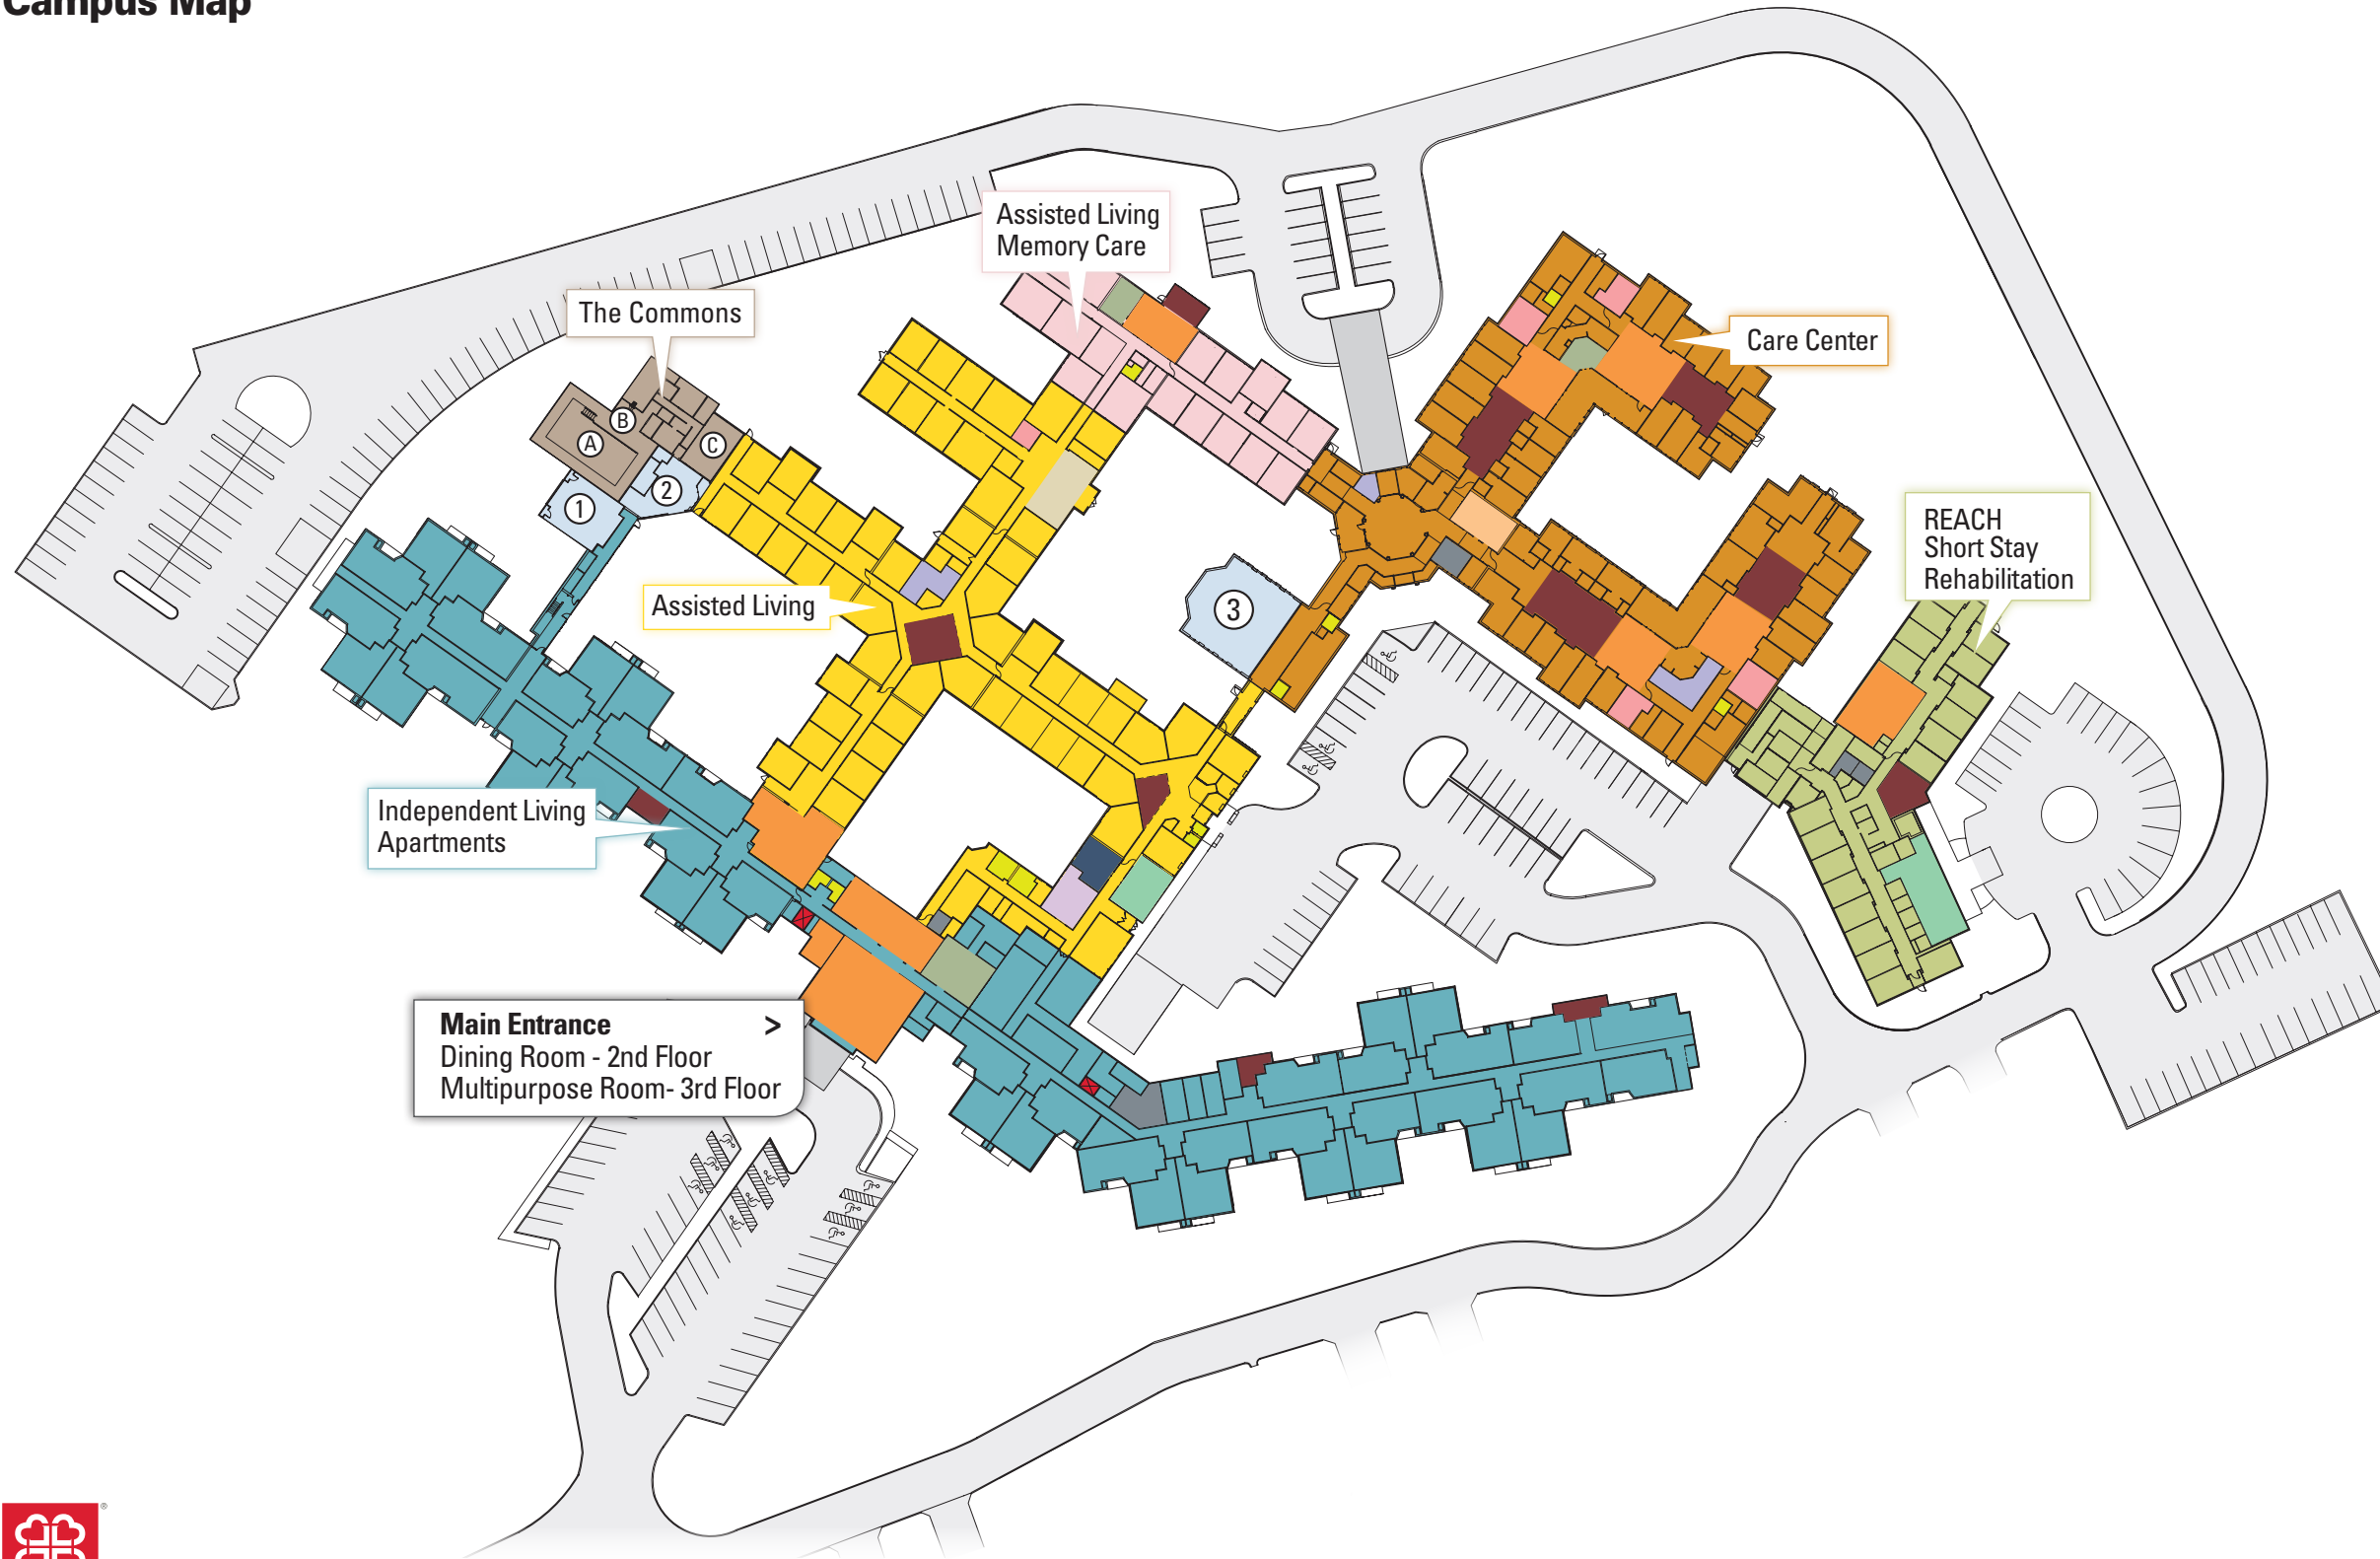 Campus Map
Assisted Living
Memory Care
The Commons
Care Center
A
B
C
1
2
REACH
Short Stay
Rehabilitation
Assisted Living
3
Independent Living
Apartments
Main Entrance >
Dining Room - 2nd Floor
Multipurpose Room- 3rd Floor
®